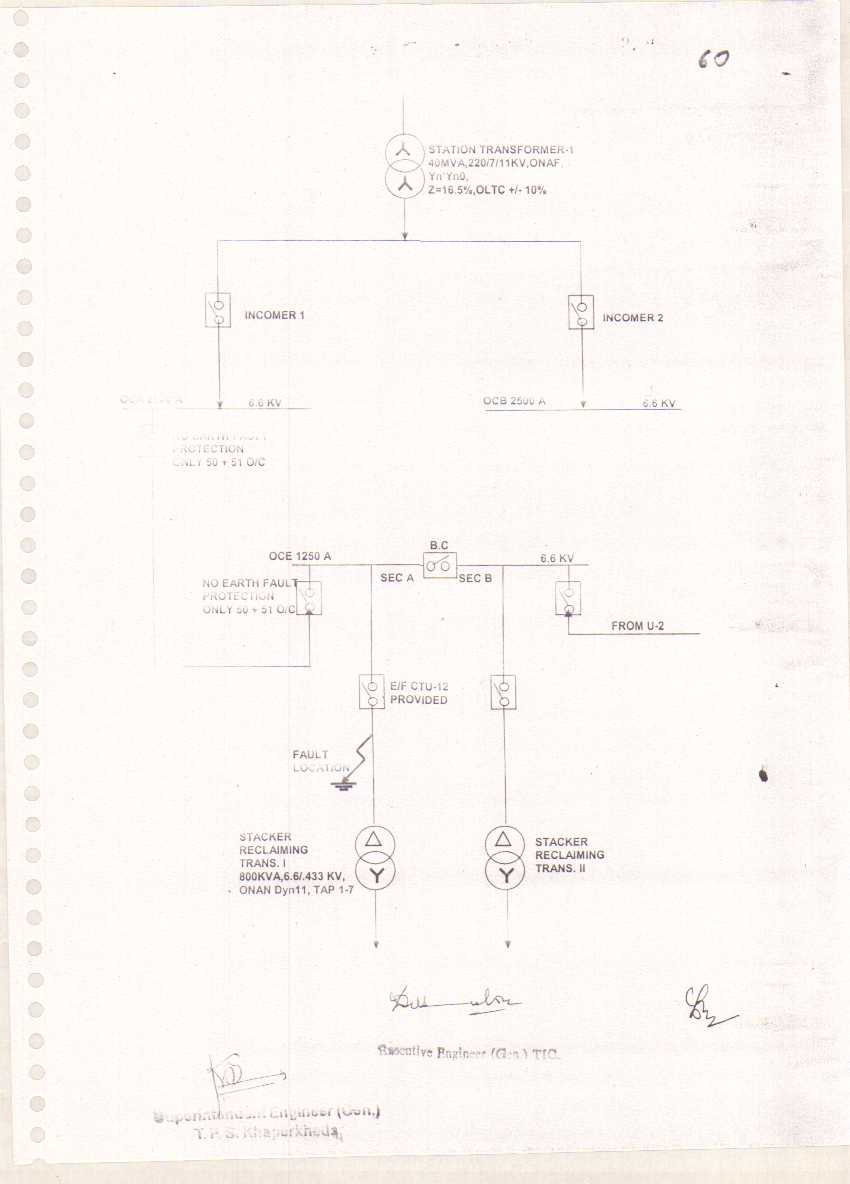 60
STATION TRANSFORMER-1
40MVA,220/7/11KV,ONAF,
Yn'Yn0,
Z=16.5%,OLTC +/- 10%
INCOMER 1
INCOMER 2
6.6 KV
OCB 2500 A
6.6 KV
NO EARTH FAULT
PROTECTION
ONLY 50 + 51 O/C
B.C
OCE 1250 A
6.6 KV
SEC A
SEC B
NO EARTH FAULT
PROTECTION
ONLY 50 + 51 O/C
FROM U-2
E/F CTU-12
PROVIDED
FAULT
LOCATION
STACKER
RECLAIMING
TRANS. I
800KVA,6.6/.433 KV,
ONAN Dyn11, TAP 1-7
STACKER
RECLAIMING
TRANS. II
Executive Engineer (Gen.) TIC.
Superintendent Engineer (Gen.)
T. P. S. Khaperkheda